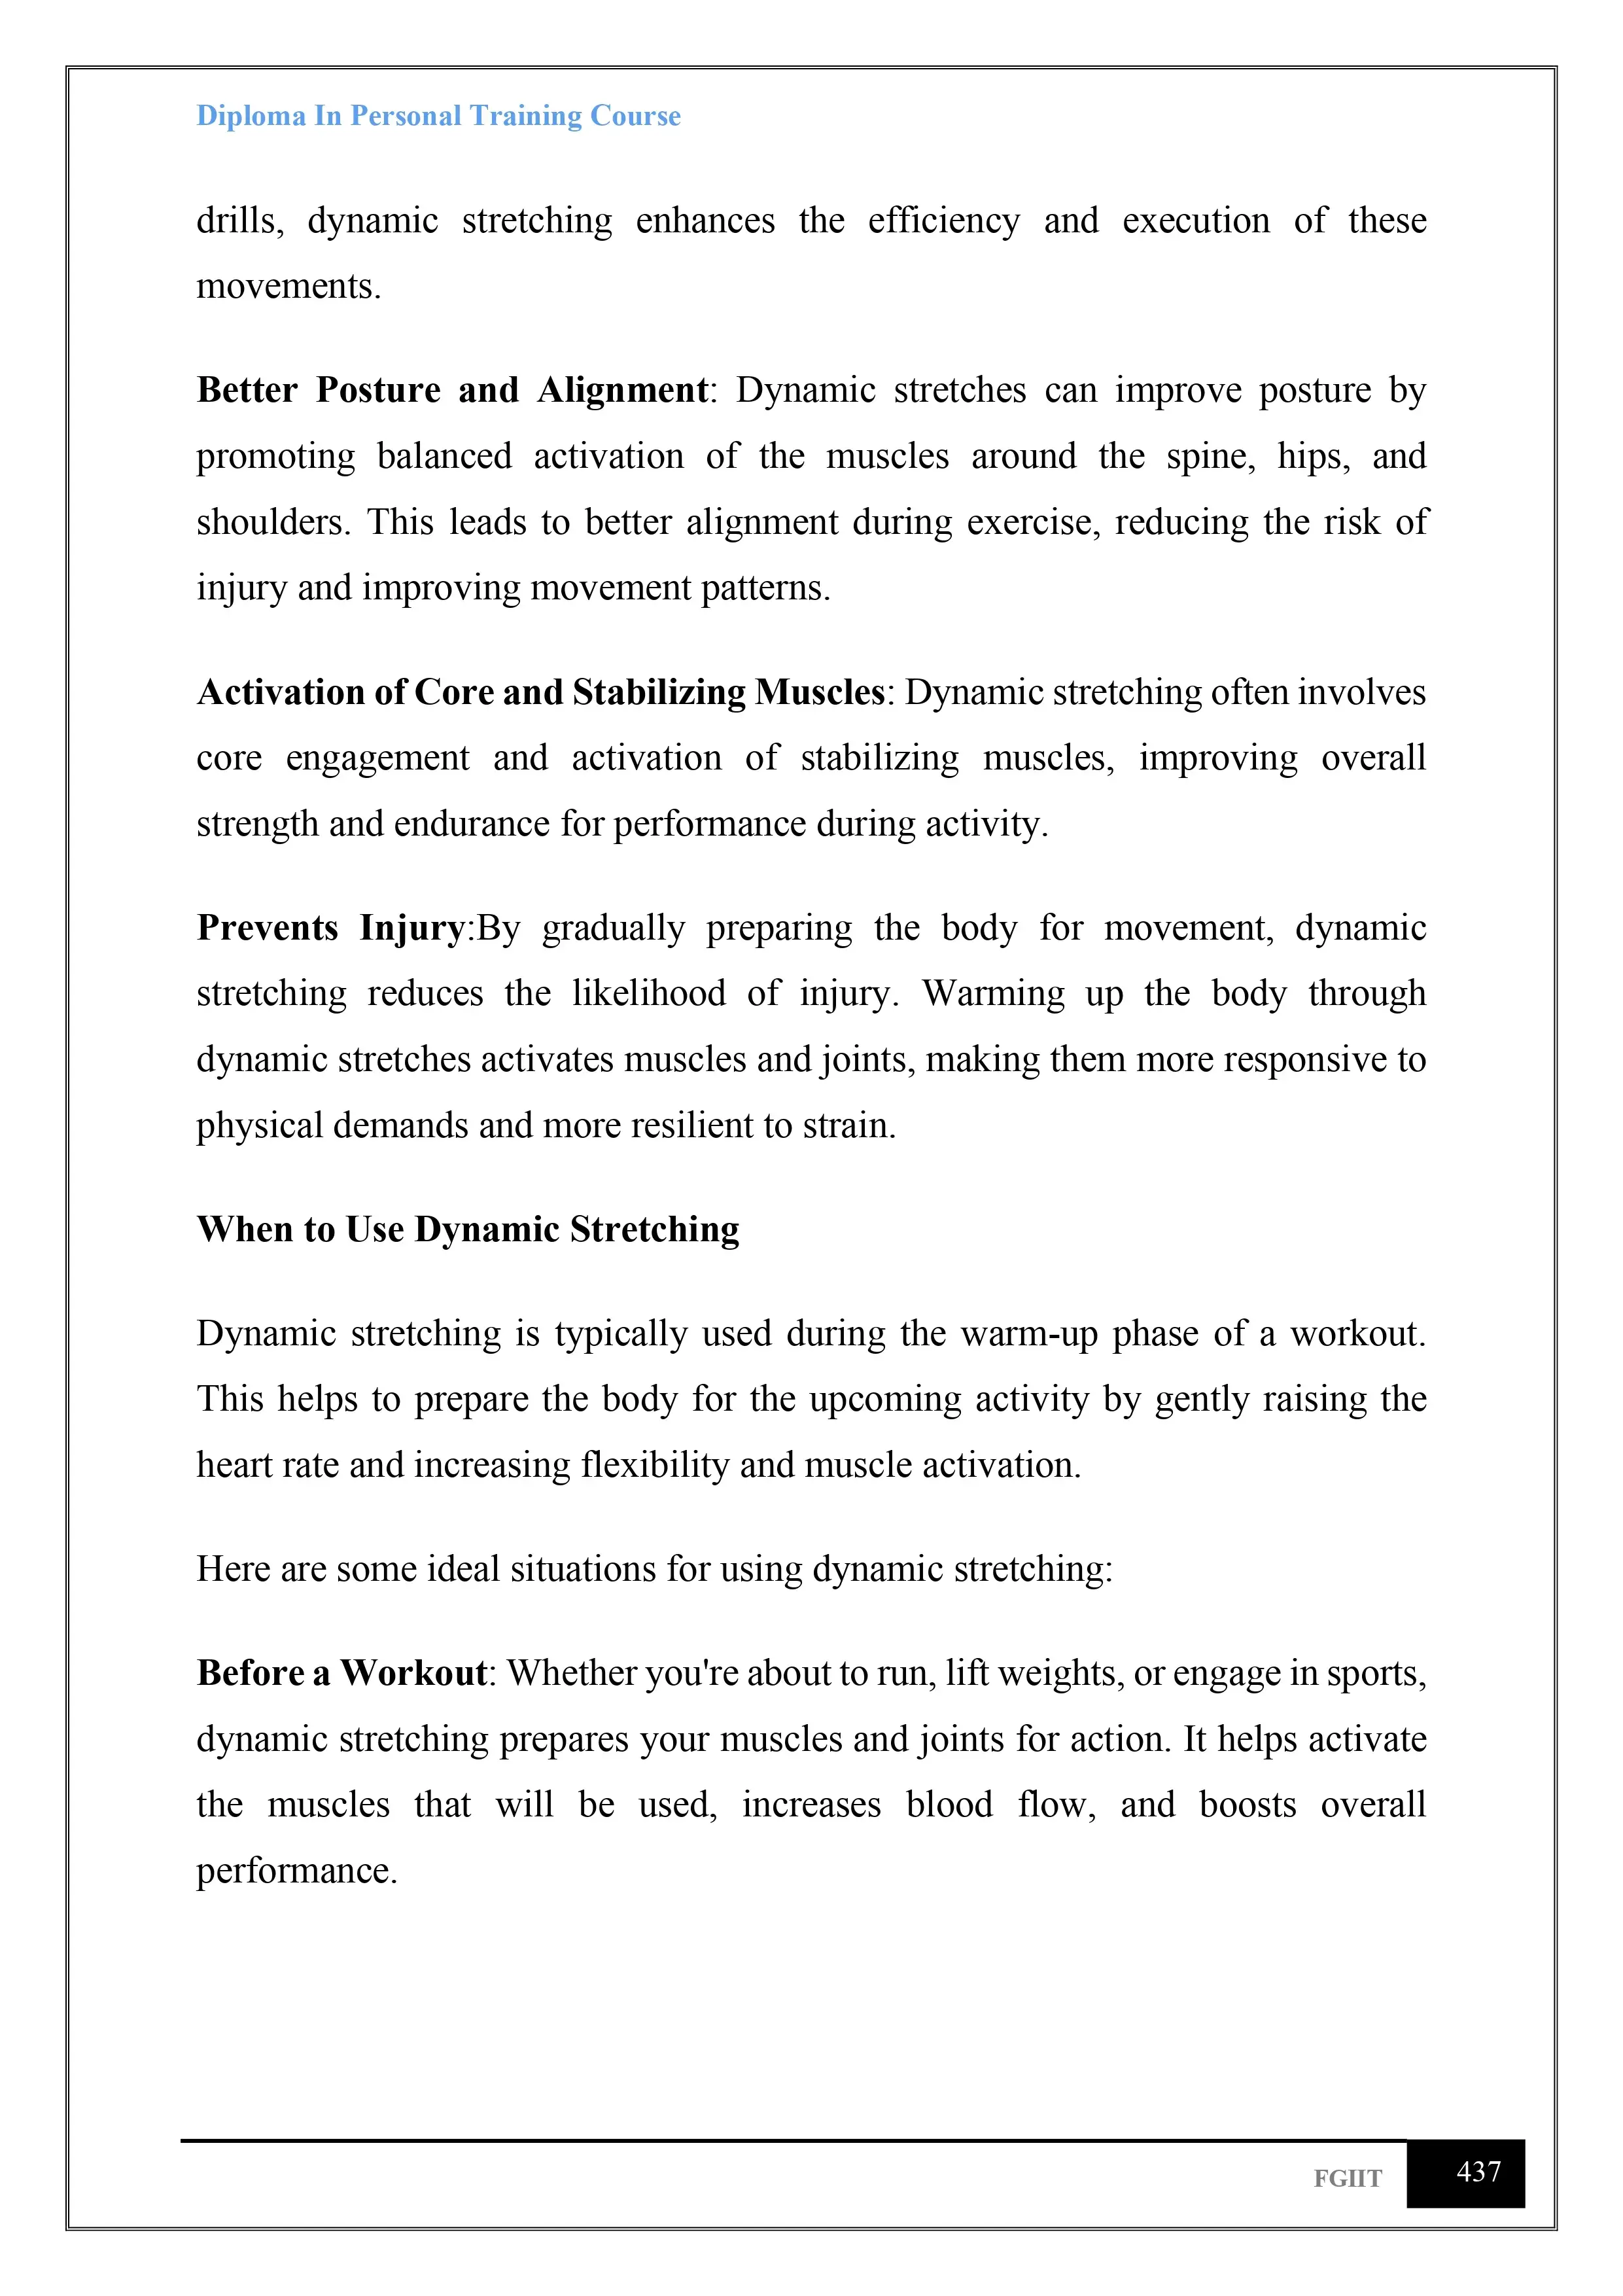 Diploma In Personal Training Course
drills, dynamic stretching enhances the efficiency and execution of these
movements.
Better Posture and Alignment: Dynamic stretches can improve posture by
promoting balanced activation of the muscles around the spine, hips, and
shoulders. This leads to better alignment during exercise, reducing the risk of
injury and improving movement patterns.
Activation of Core and Stabilizing Muscles: Dynamic stretching often involves
core engagement and activation of stabilizing muscles, improving overall
strength and endurance for performance during activity.
Prevents Injury:By gradually preparing the body for movement, dynamic
stretching reduces the likelihood of injury. Warming up the body through
dynamic stretches activates muscles and joints, making them more responsive to
physical demands and more resilient to strain.
When to Use Dynamic Stretching
Dynamic stretching is typically used during the warm-up phase of a workout.
This helps to prepare the body for the upcoming activity by gently raising the
heart rate and increasing flexibility and muscle activation.
Here are some ideal situations for using dynamic stretching:
Before a Workout: Whether you're about to run, lift weights, or engage in sports,
dynamic stretching prepares your muscles and joints for action. It helps activate
the muscles that will be used, increases blood flow, and boosts overall
performance.
FGIIT 437